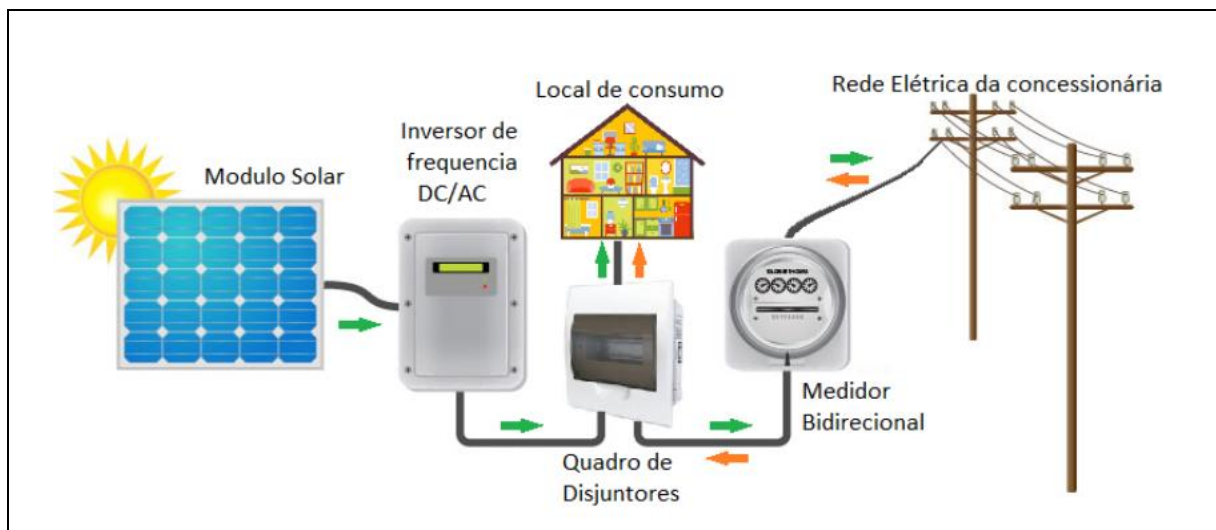 Local de consumo
Rede Elétrica da concessionária
Inversor de
frequencia
DC/AC
Modulo Solar
Medidor
Bidirecional
Quadro de
Disjuntores